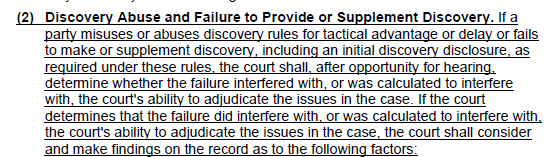 (2) Discovery Abuse and Failure to Provide or Supplement Discovery. If a
party misuses or abuses discovery rules for tactical advantage or delay or fails
to make or supplement discovery, including an initial discovery disclosure, as
required under these rules, the court shall, after opportunity for hearing,
determine whether the failure interfered with, or was calculated to interfere
with, the court's ability to adjudicate the issues in the case. If the court
determines that the failure did interfere with, or was calculated to interfere with,
the court's ability to adjudicate the issues in the case, the court shall consider
and make findings on the record as to the following factors: